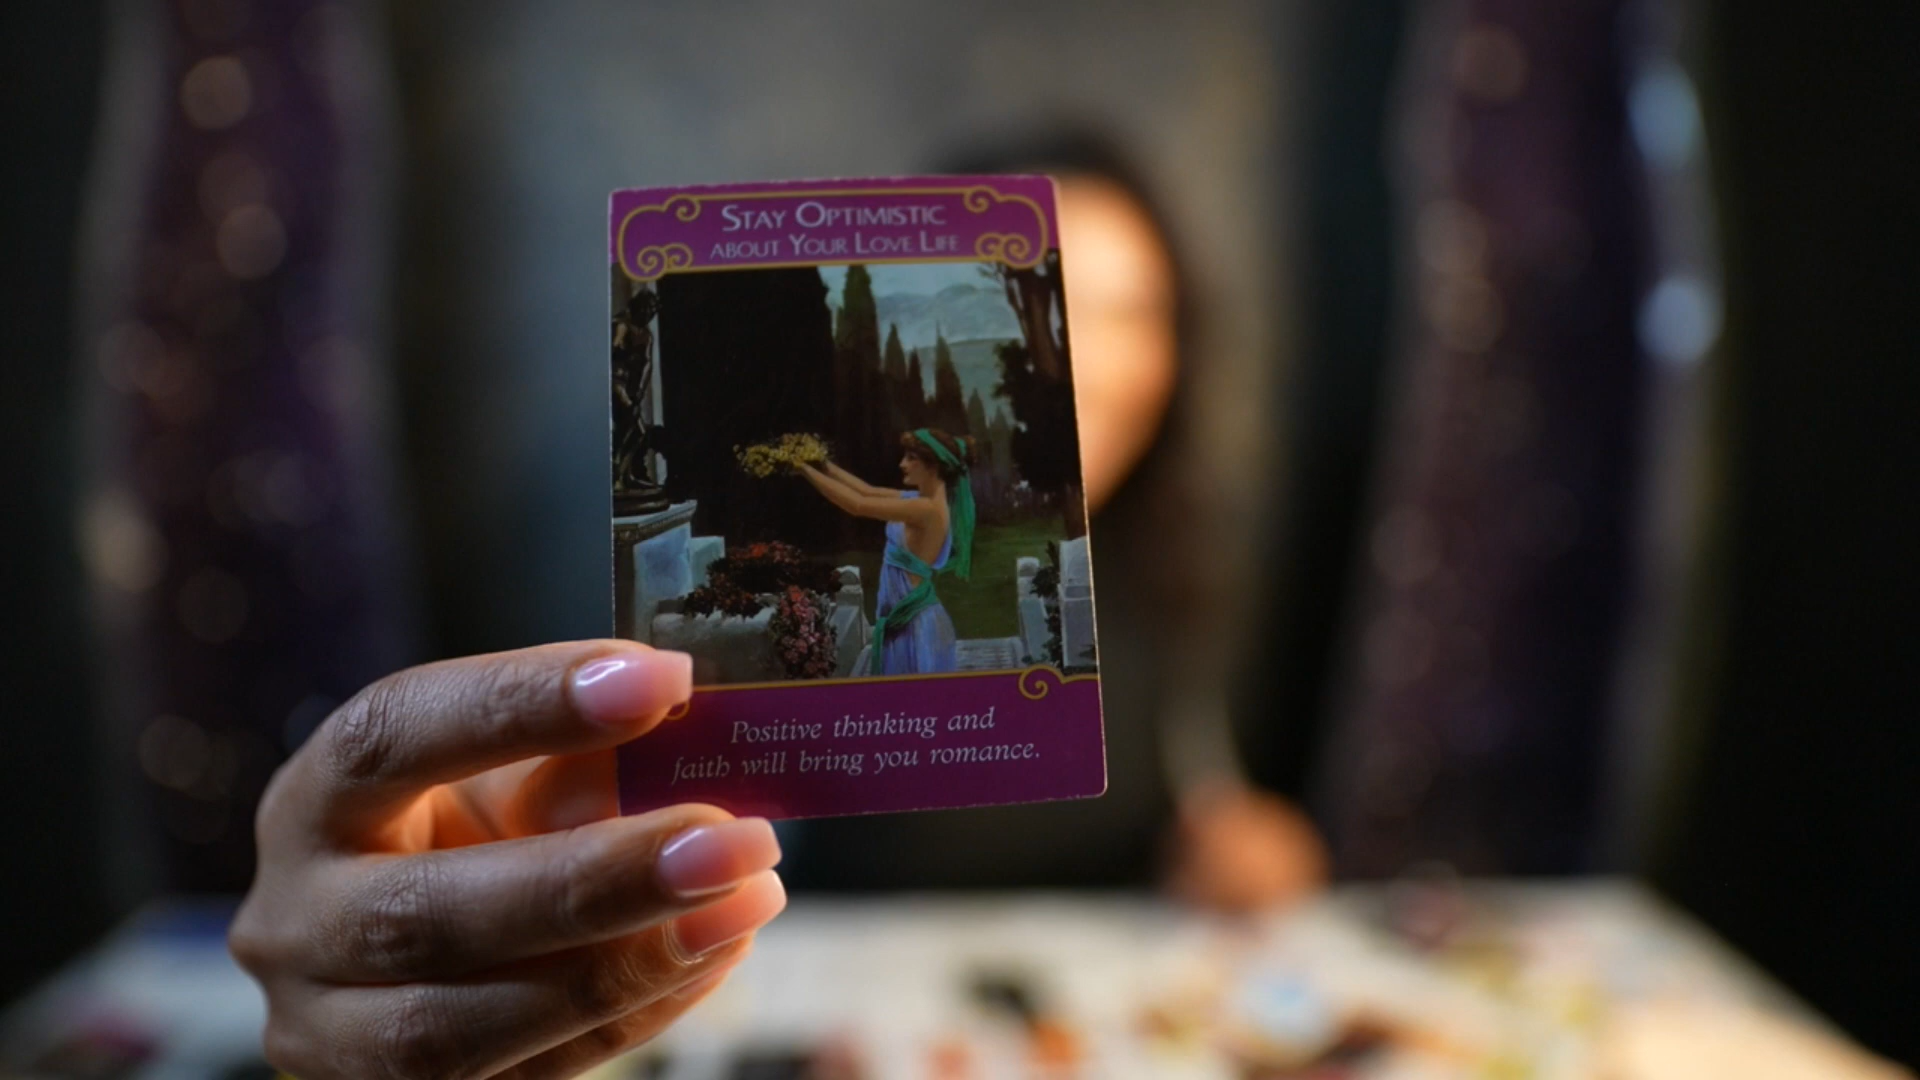 STAY OPTIMISTIC
ABOUT YOUR LOVE LIFE
Positive thinking and
faith will bring you romance.